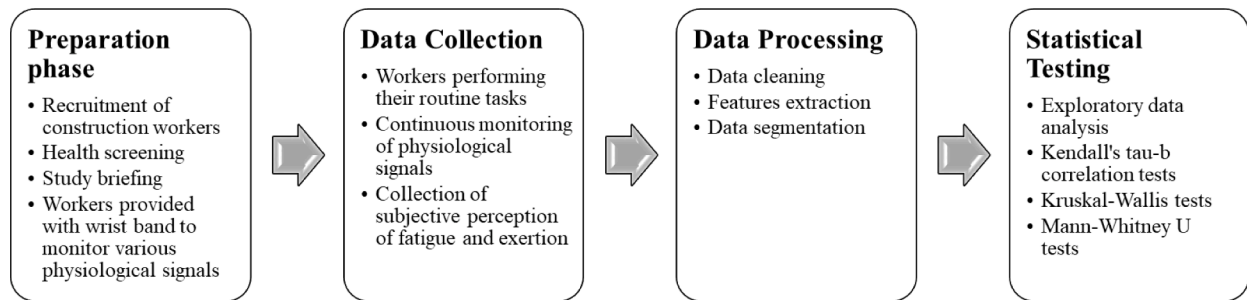 Preparation
phase
• Recruitment of
construction workers
• Health screening
• Study briefing
• Workers provided
with wrist band to
monitor various
physiological signals
Data Collection
• Workers performing
their routine tasks
• Continuous monitoring
of physiological
signals
• Collection of
subjective perception
of fatigue and exertion
Data Processing
• Data cleaning
• Features extraction
• Data segmentation
Statistical
Testing
• Exploratory data
analysis
• Kendall's tau-b
correlation tests
• Kruskal-Wallis tests
• Mann-Whitney U
tests